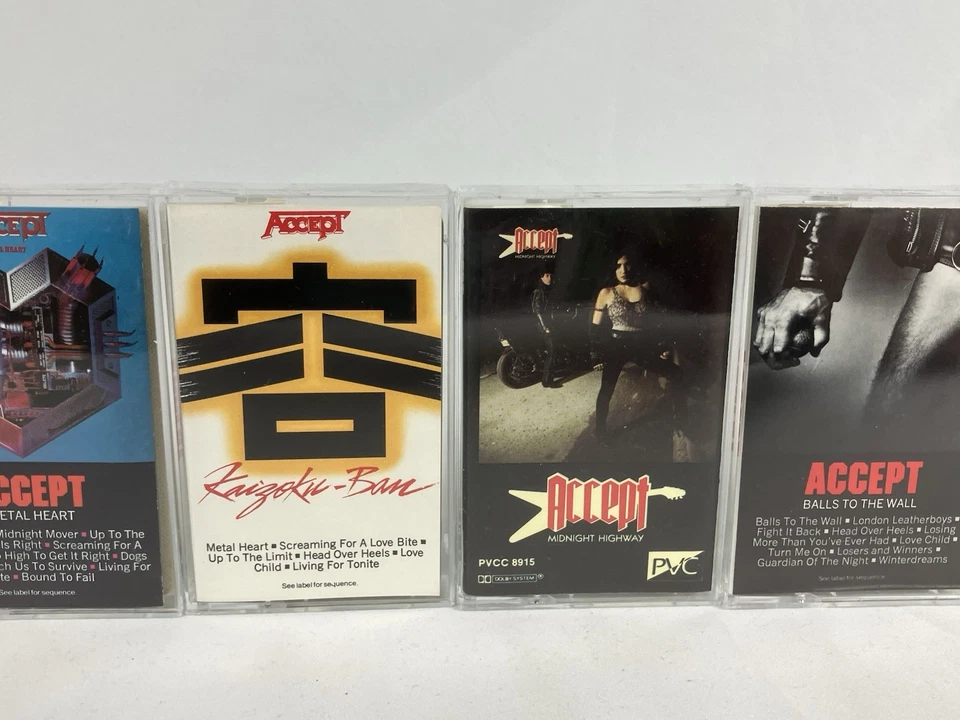 CEPT
L HEART
CCEPT
ETAL HEART
Midnight Mover ■ Up To The
ls Right ■ Screaming For A
High To Get It Right ■ Dogs
ch Us To Survive ■ Living For
te ■ Bound To Fail
See label for sequence.
ACCEPT
容
Kaizoku-Ban
Metal Heart ■ Screaming For A Love Bite ■
Up To The Limit ■ Head Over Heels ■ Love
Child ■ Living For Tonite
See label for sequence.
Accept
MIDNIGHT HIGHWAY
Accept
MIDNIGHT HIGHWAY
PVCC 8915
DOLBY SYSTEM ®
PVC
ACCEPT
BALLS TO THE WALL
Balls To The Wall ■ London Leatherboys ■
Fight It Back ■ Head Over Heels ■ Losing
More Than You've Ever Had ■ Love Child ■
Turn Me On ■ Losers and Winners ■
Guardian Of The Night ■ Winterdreams
See label for sequence.